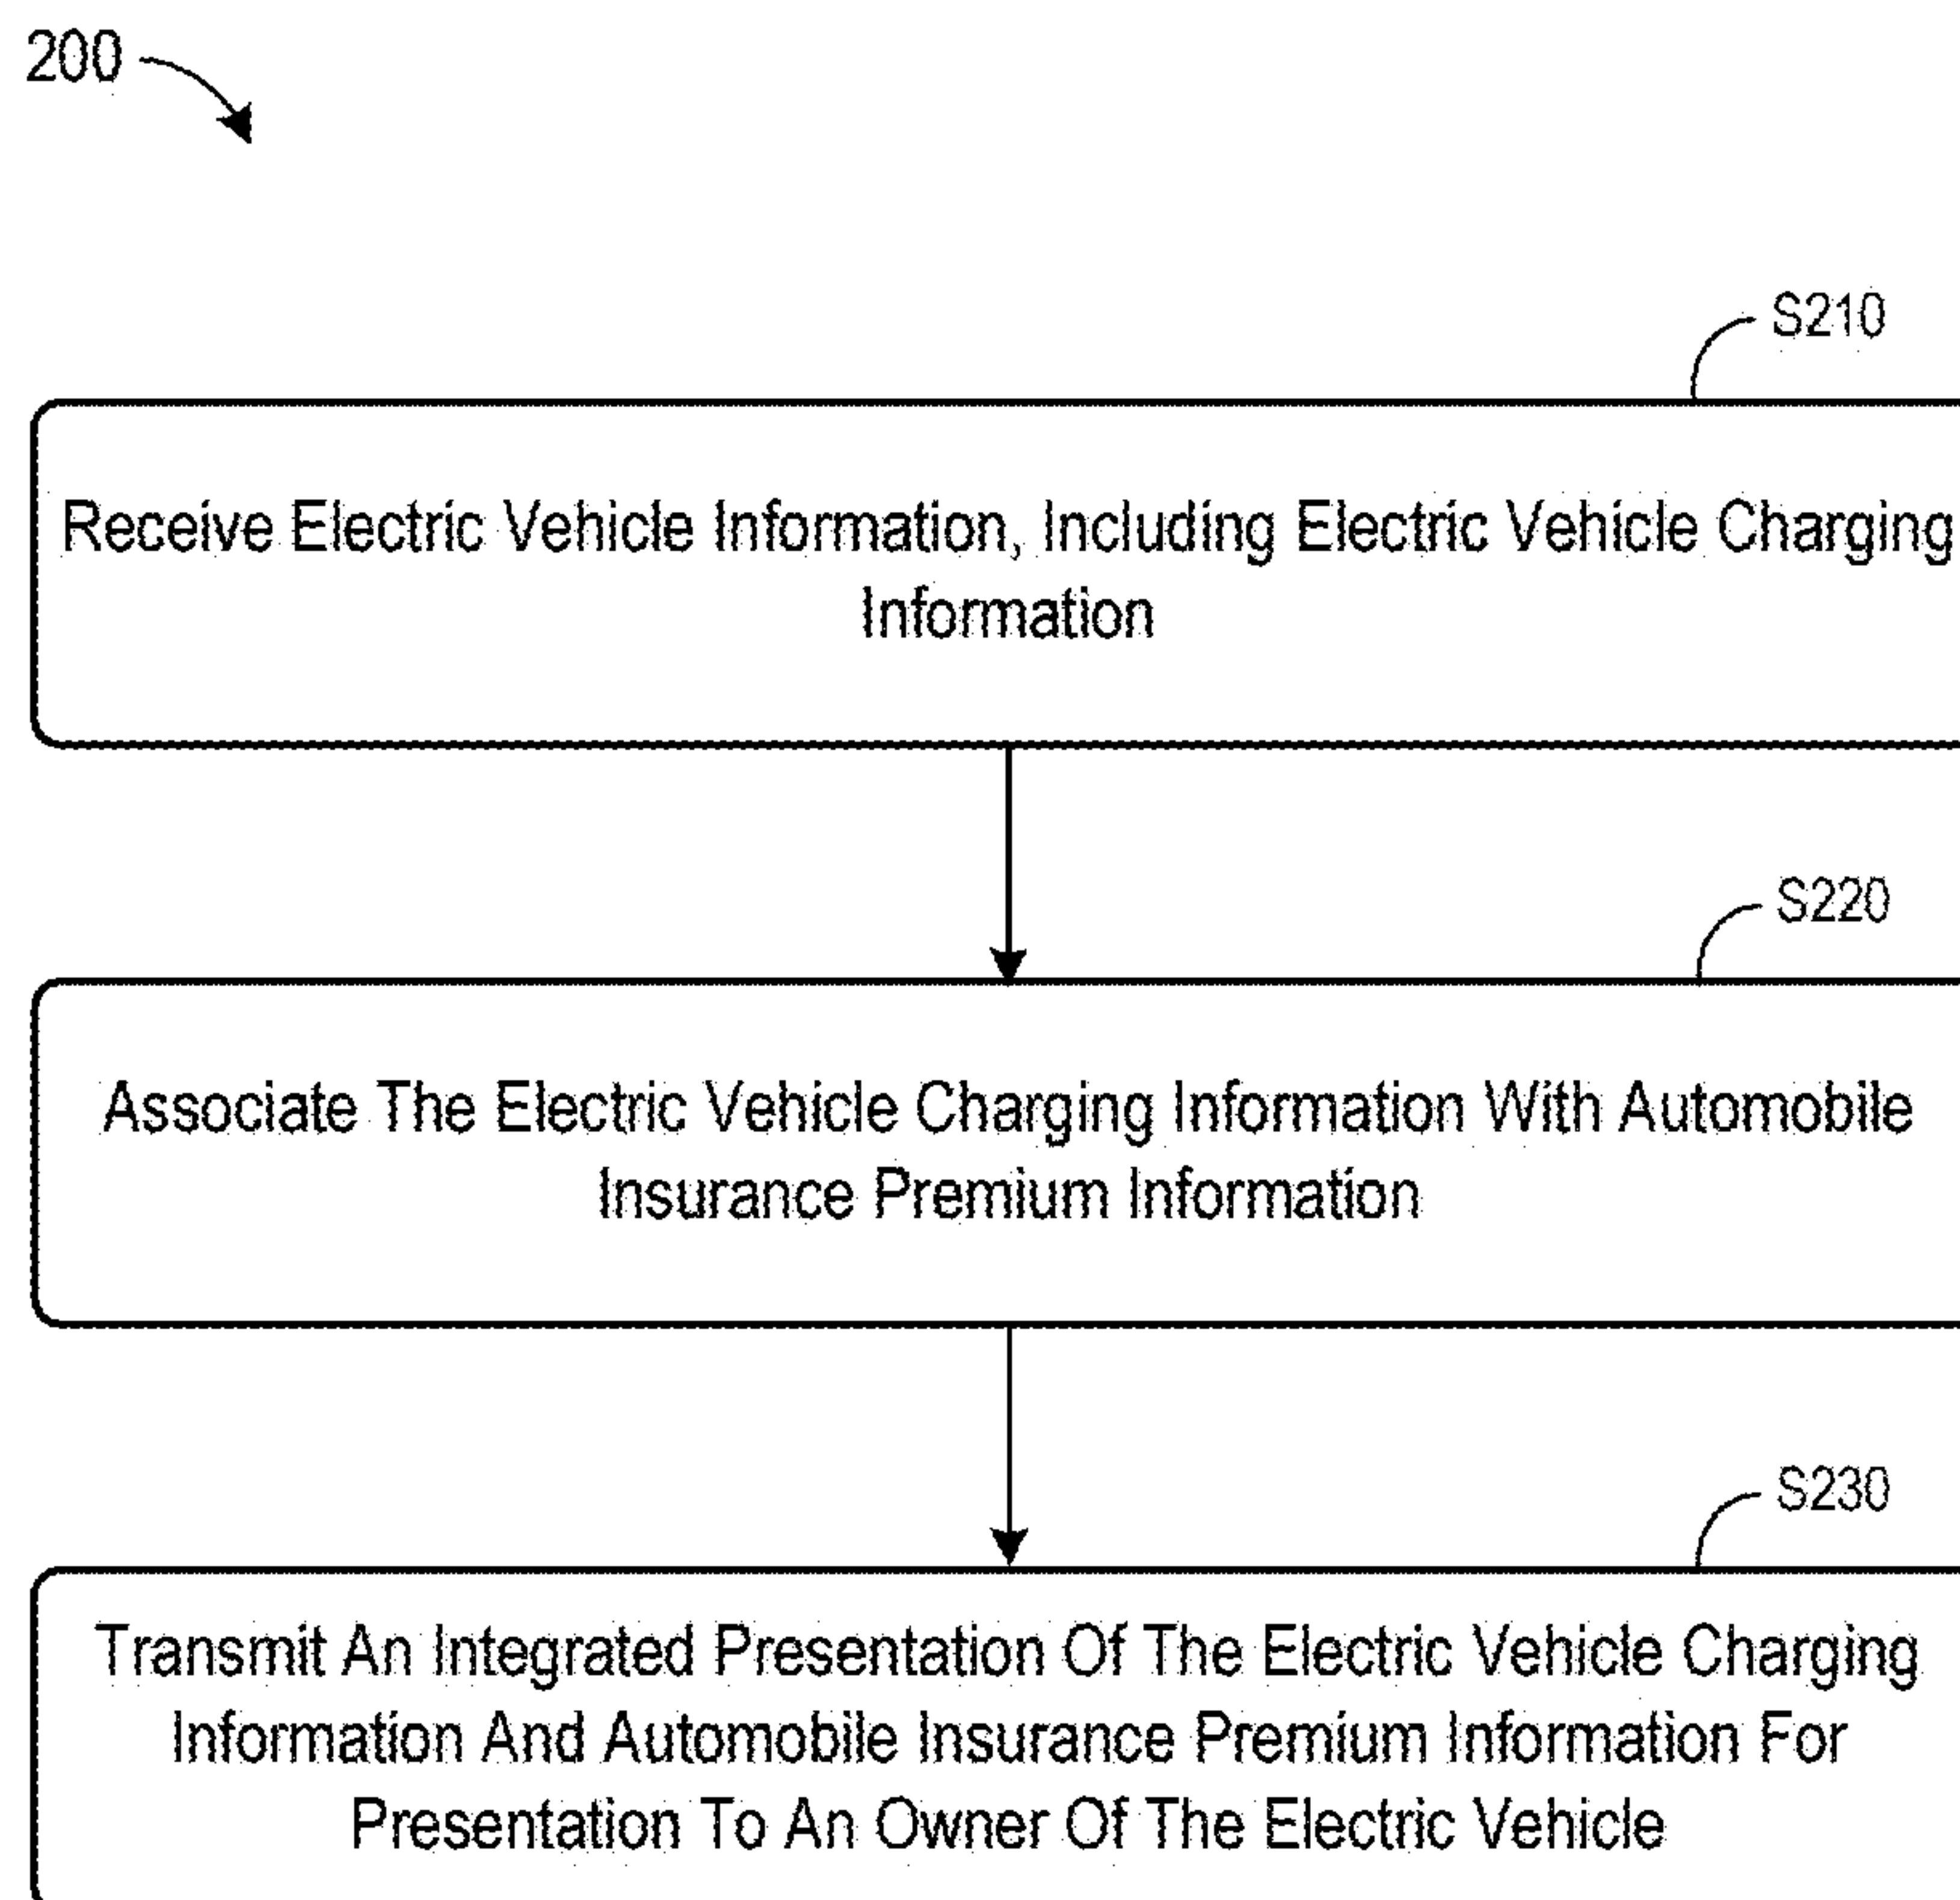 200
S210
Receive Electric Vehicle Information, Including Electric Vehicle Charging
Information
S220
Associate The Electric Vehicle Charging Information With Automobile
Insurance Premium Information
S230
Transmit An Integrated Presentation Of The Electric Vehicle Charging
Information And Automobile Insurance Premium Information For
Presentation To An Owner Of The Electric Vehicle